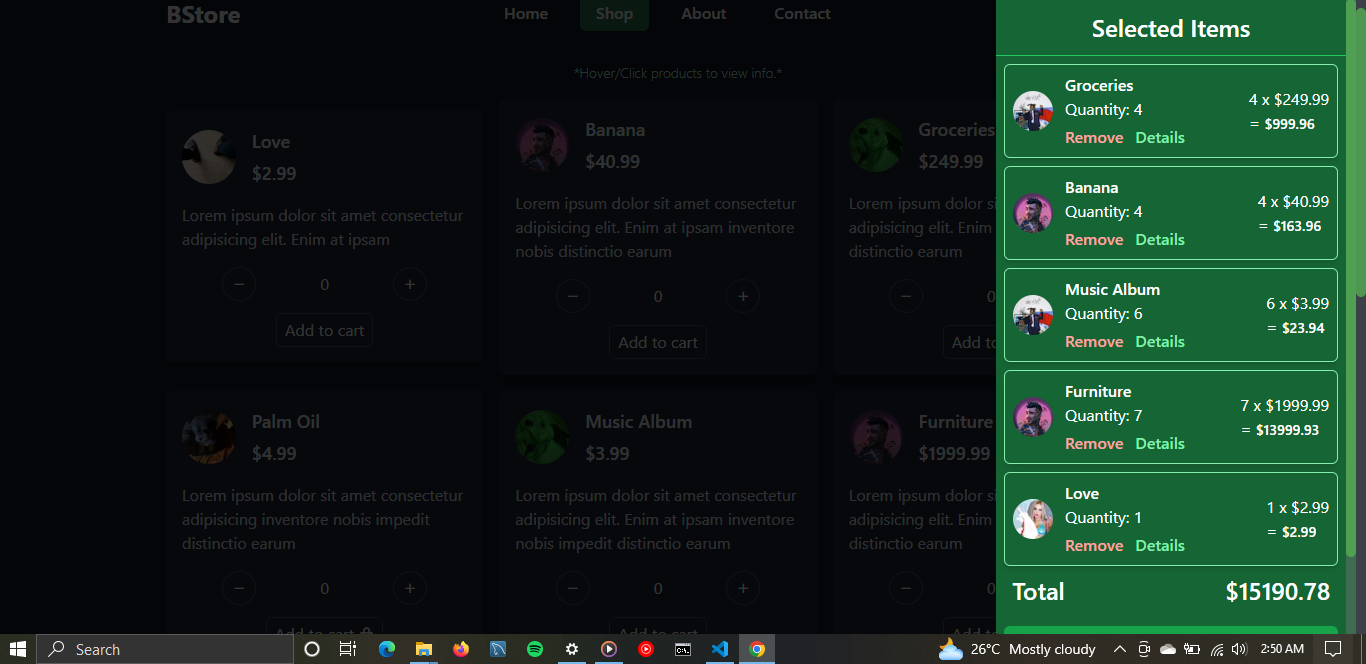 BStore
Home Shop About Contact
*Hover/Click products to view info.*
Love
$2.99
Lorem ipsum dolor sit amet consectetur
adipisicing elit. Enim at ipsam
− 0 +
Add to cart
Banana
$40.99
Lorem ipsum dolor sit amet consectetur
adipisicing elit. Enim at ipsam inventore
nobis distinctio earum
− 0 +
Add to cart
Groceries
$249.99
Lorem ipsum dolor si
adipisicing elit. Enim
distinctio earum
− 0
Add to
Palm Oil
$4.99
Lorem ipsum dolor sit amet consectetur
adipisicing inventore nobis impedit
distinctio earum
− 0 +
Add to cart
Music Album
$3.99
Lorem ipsum dolor sit amet consectetur
adipisicing elit. Enim at ipsam inventore
nobis impedit distinctio earum
− 0 +
Add to cart
Furniture
$1999.99
Lorem ipsum dolor si
adipisicing elit. Enim
distinctio earum
− 0
Add to
Selected Items
Groceries
Quantity: 4
Remove Details
4 x $249.99
= $999.96
Banana
Quantity: 4
Remove Details
4 x $40.99
= $163.96
Music Album
Quantity: 6
Remove Details
6 x $3.99
= $23.94
Furniture
Quantity: 7
Remove Details
7 x $1999.99
= $13999.93
Love
Quantity: 1
Remove Details
1 x $2.99
= $2.99
Total $15190.78
Search
26°C Mostly cloudy
2:50 AM